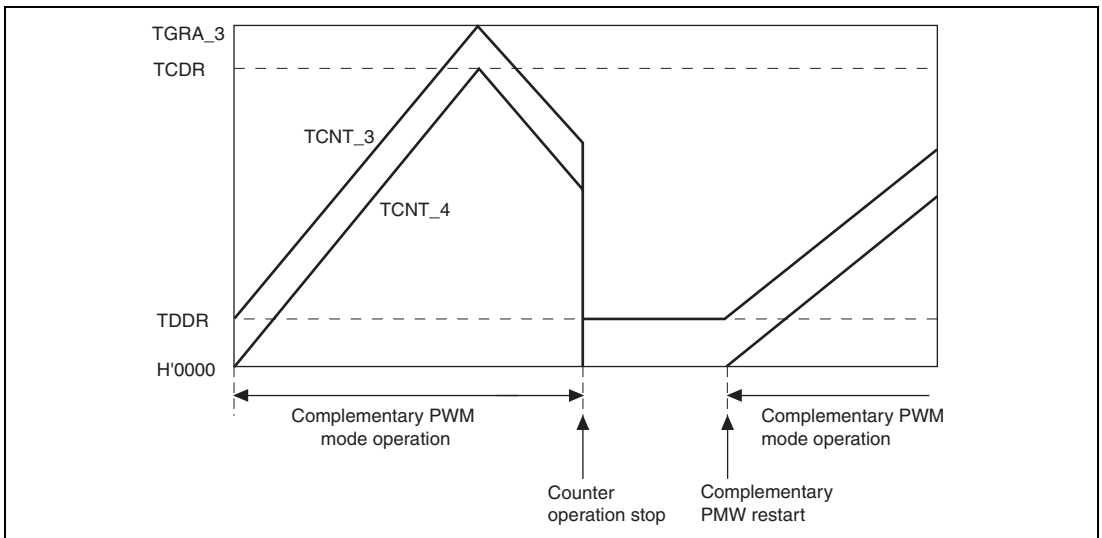 TGRA_3
TCDR
TCNT_3
TCNT_4
TDDR
H'0000
Complementary PWM
mode operation
Complementary PWM
mode operation
Counter
operation stop
Complementary
PMW restart